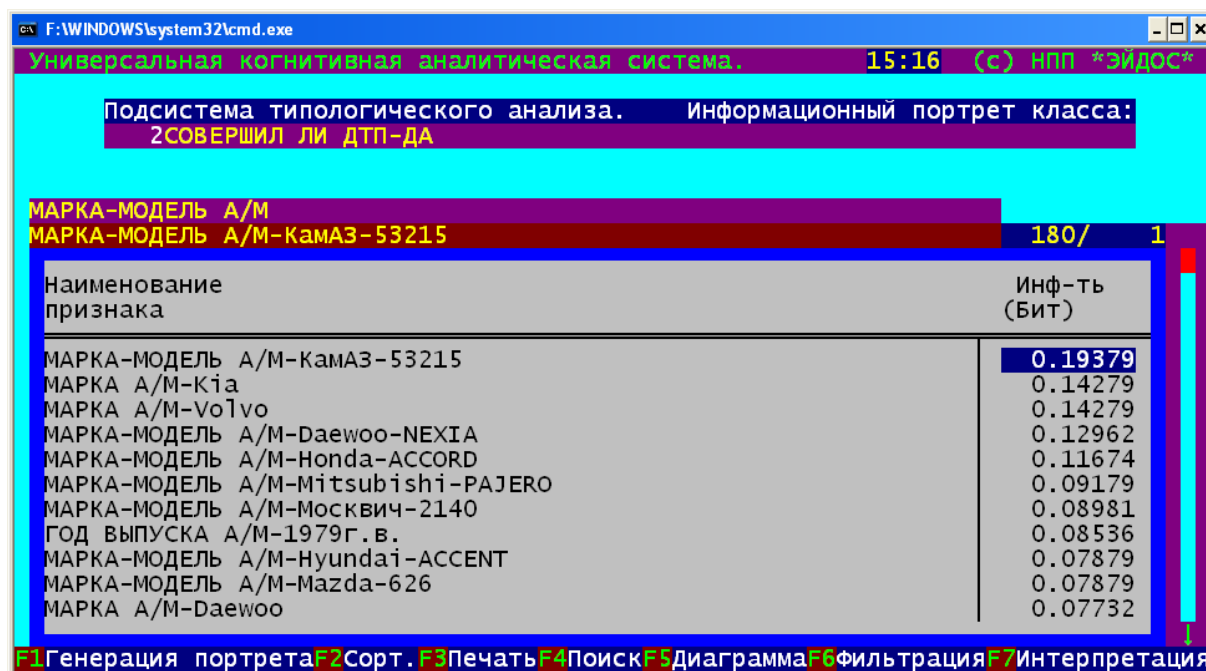 F:\WINDOWS\system32\cmd.exe
Универсальная когнитивная аналитическая система. 15:16 (с) НПП *ЭЙДОС*
Подсистема типологического анализа. Информационный портрет класса:
2СОВЕРШИЛ ЛИ ДТП-ДА
МАРКА-МОДЕЛЬ А/М
МАРКА-МОДЕЛЬ А/М-КамАЗ-53215 180/ 1
Наименование Инф-ть
признака (Бит)
МАРКА-МОДЕЛЬ А/М-КамАЗ-53215 0.19379
МАРКА А/М-Kia 0.14279
МАРКА А/М-Volvo 0.14279
МАРКА-МОДЕЛЬ А/М-Daewoo-NEXIA 0.12962
МАРКА-МОДЕЛЬ А/М-Honda-ACCORD 0.11674
МАРКА-МОДЕЛЬ А/М-Mitsubishi-PAJERO 0.09179
МАРКА-МОДЕЛЬ А/М-Москвич-2140 0.08981
ГОД ВЫПУСКА А/М-1979г.в. 0.08536
МАРКА-МОДЕЛЬ А/М-Hyundai-ACCENT 0.07879
МАРКА-МОДЕЛЬ А/М-Mazda-626 0.07879
МАРКА А/М-Daewoo 0.07732
F1Генерация портретаF2Сорт.F3ПечатьF4ПоискF5ДиаграммаF6ФильтрацияF7Интерпретация